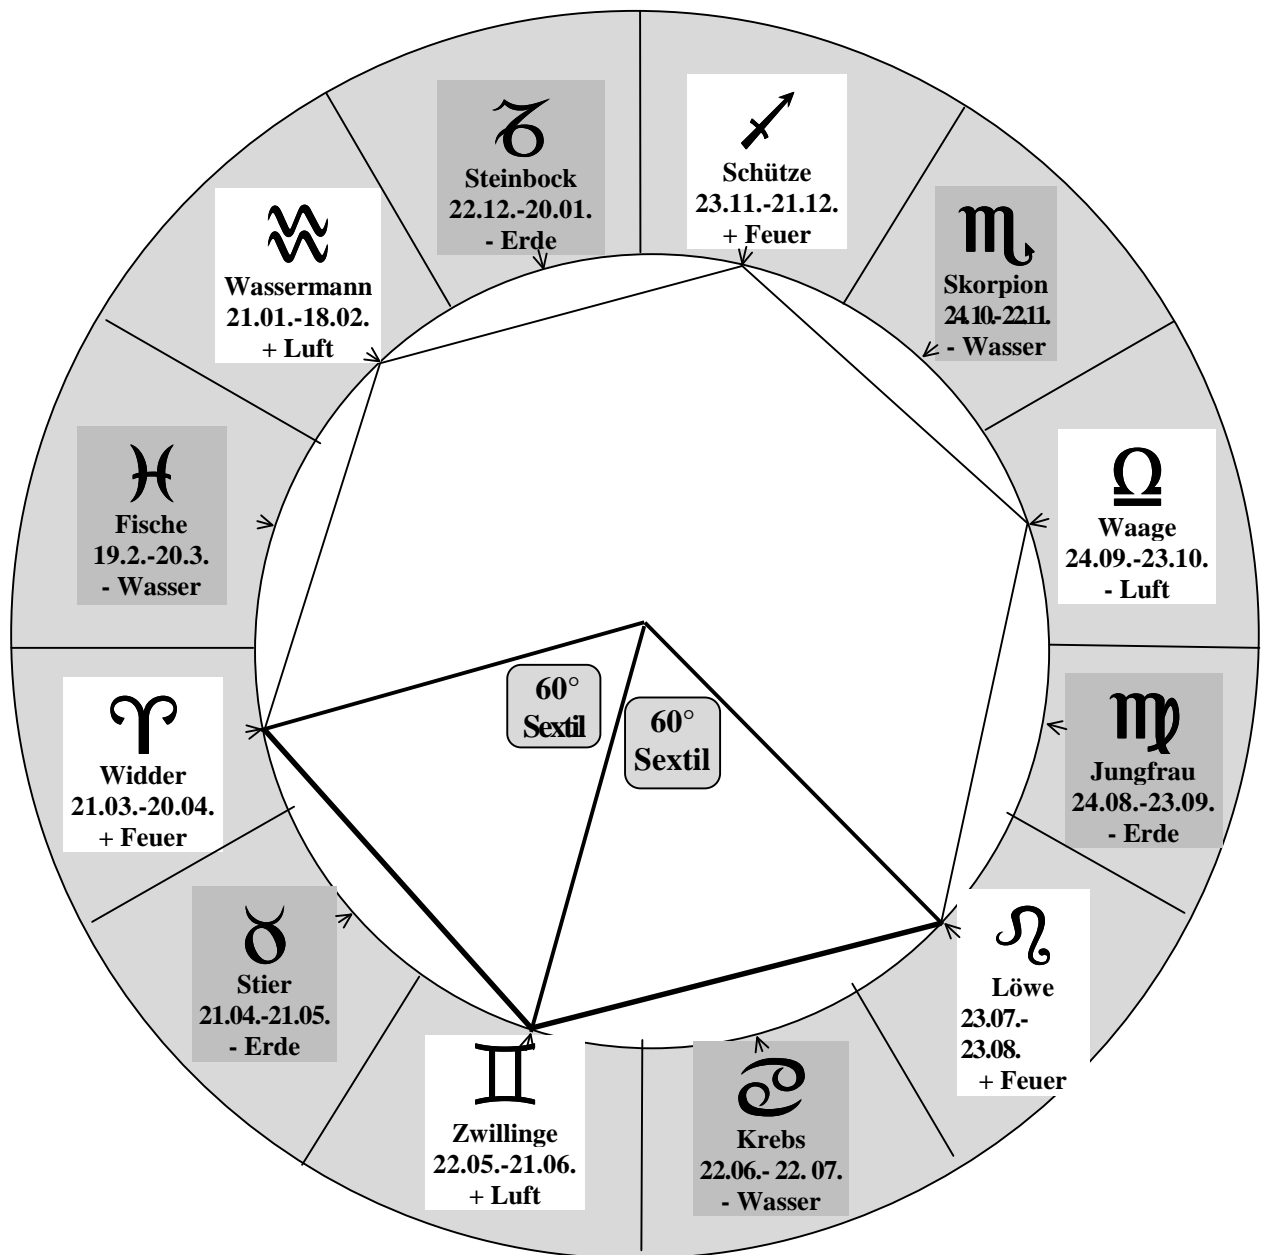 Steinbock
22.12.-20.01.
- Erde
Schütze
23.11.-21.12.
+ Feuer
Wassermann
21.01.-18.02.
+ Luft
Skorpion
24.10.-22.11.
- Wasser
Fische
19.2.-20.3.
- Wasser
Waage
24.09.-23.10.
- Luft
60°
Sextil
60°
Sextil
Widder
21.03.-20.04.
+ Feuer
Jungfrau
24.08.-23.09.
- Erde
Stier
21.04.-21.05.
- Erde
Löwe
23.07.-
23.08.
+ Feuer
Zwillinge
22.05.-21.06.
+ Luft
Krebs
22.06.- 22. 07.
- Wasser